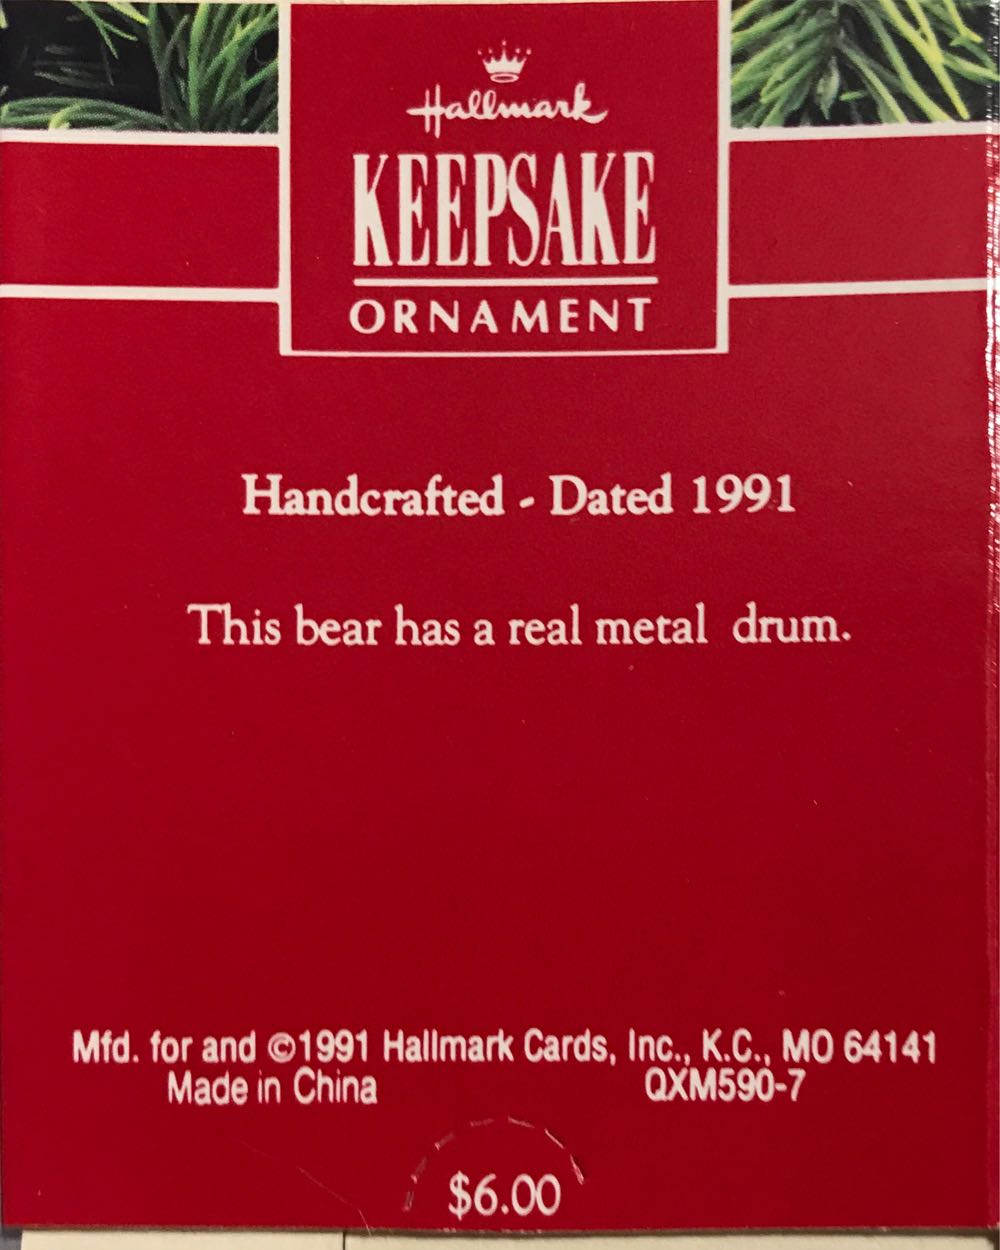 Hallmark
KEEPSAKE
ORNAMENT
Handcrafted - Dated 1991
This bear has a real metal drum.
Mfd. for and ©1991 Hallmark Cards, Inc., K.C., MO 64141
Made in China QXM590-7
$6.00